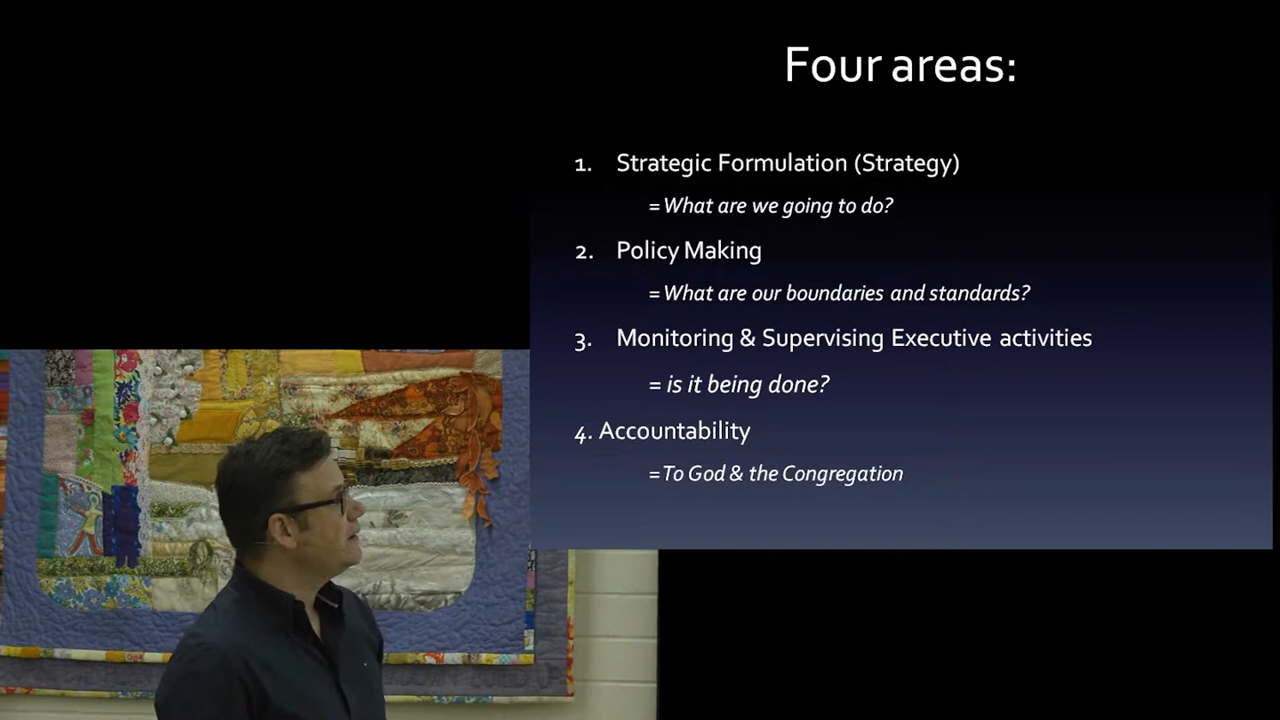 Four areas:
1. Strategic Formulation (Strategy)
= What are we going to do?
2. Policy Making
= What are our boundaries and standards?
3. Monitoring & Supervising Executive activities
= is it being done?
4. Accountability
=To God & the Congregation